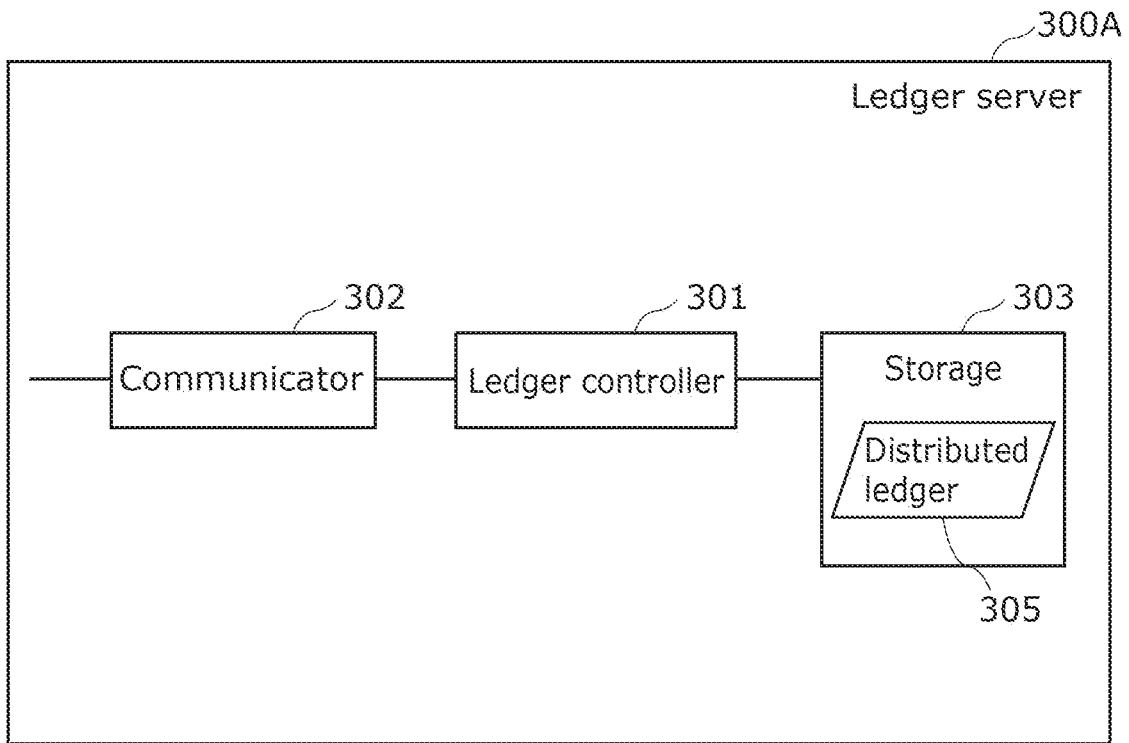 300A
Ledger server
302
301
303
Communicator
Ledger controller
Storage
Distributed
ledger
305